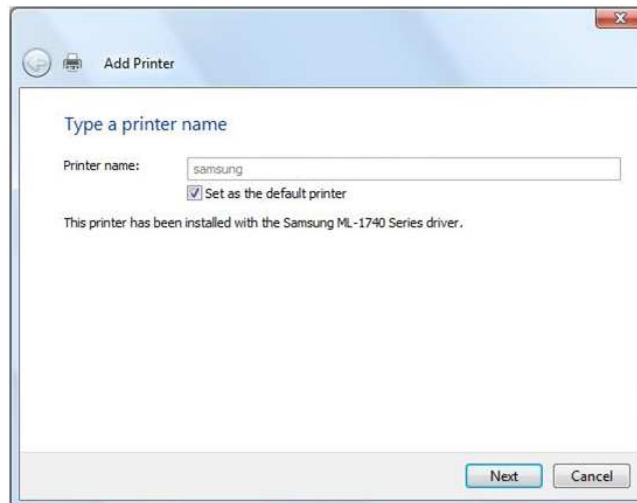 Add Printer
Type a printer name
Printer name:
samsung
Set as the default printer
This printer has been installed with the Samsung ML-1740 Series driver.
Next Cancel